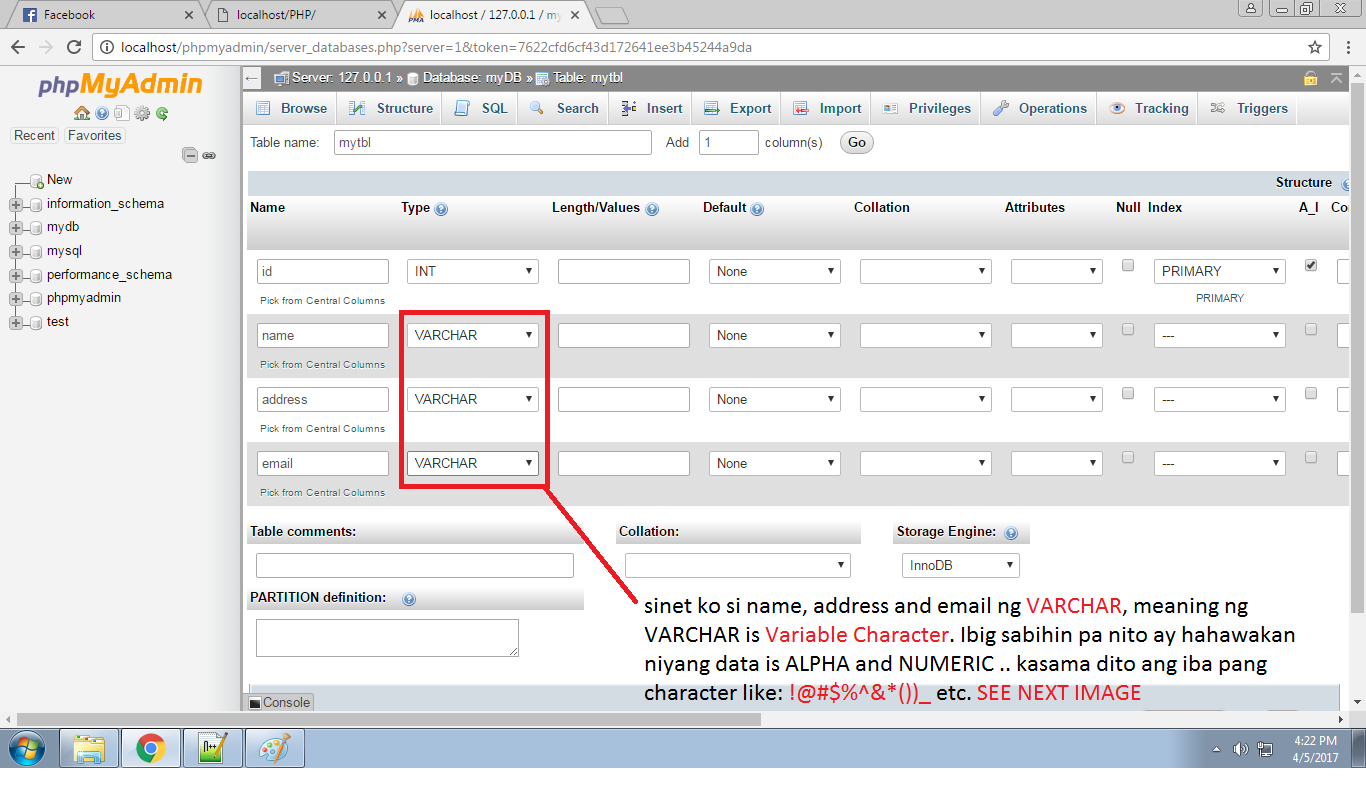 Facebook
localhost/PHP/
localhost / 127.0.0.1 / my
localhost/phpmyadmin/server_databases.php?server=1&token=7622cfd6cf43d172641ee3b45244a9da
phpMyAdmin
Recent Favorites
New
information_schema
mydb
mysql
performance_schema
phpmyadmin
test
Server: 127.0.0.1 » Database: myDB » Table: mytbl
Browse Structure SQL Search Insert Export Import Privileges Operations Tracking Triggers
Table name: mytbl Add 1 column(s) Go
Structure
Name Type Length/Values Default Collation Attributes Null Index A_I Co
id INT None PRIMARY
Pick from Central Columns PRIMARY
name VARCHAR None ---
Pick from Central Columns
address VARCHAR None ---
Pick from Central Columns
email VARCHAR None ---
Pick from Central Columns
Table comments: Collation: Storage Engine:
InnoDB
PARTITION definition:
sinet ko si name, address and email ng VARCHAR, meaning ng
VARCHAR is Variable Character. Ibig sabihin pa nito ay hahawakan
niyang data is ALPHA and NUMERIC .. kasama dito ang iba pang
character like: !@#$%^&*())_ etc. SEE NEXT IMAGE
Console
4:22 PM
4/5/2017